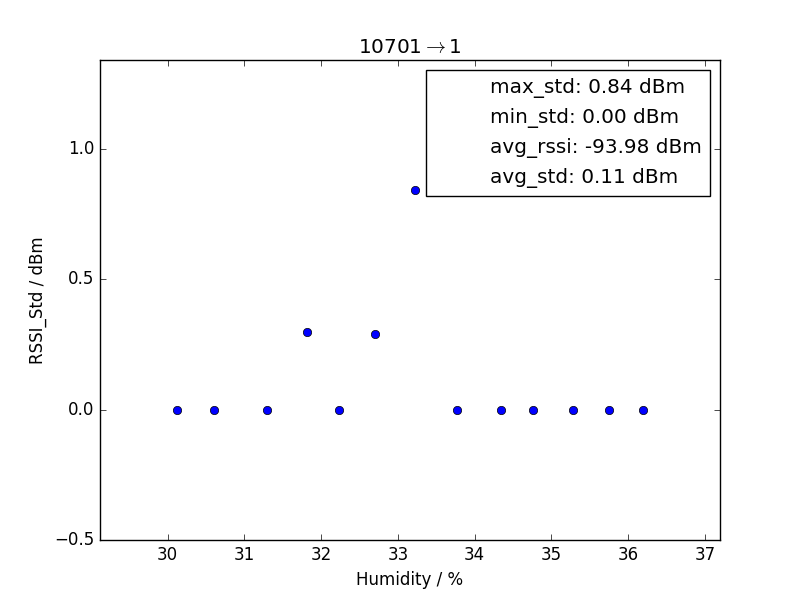 10701→1
max_std: 0.84 dBm
min_std: 0.00 dBm
avg_rssi: -93.98 dBm
avg_std: 0.11 dBm
RSSI_Std / dBm
1.0
0.5
0.0
−0.5
30 31 32 33 34 35 36 37
Humidity / %